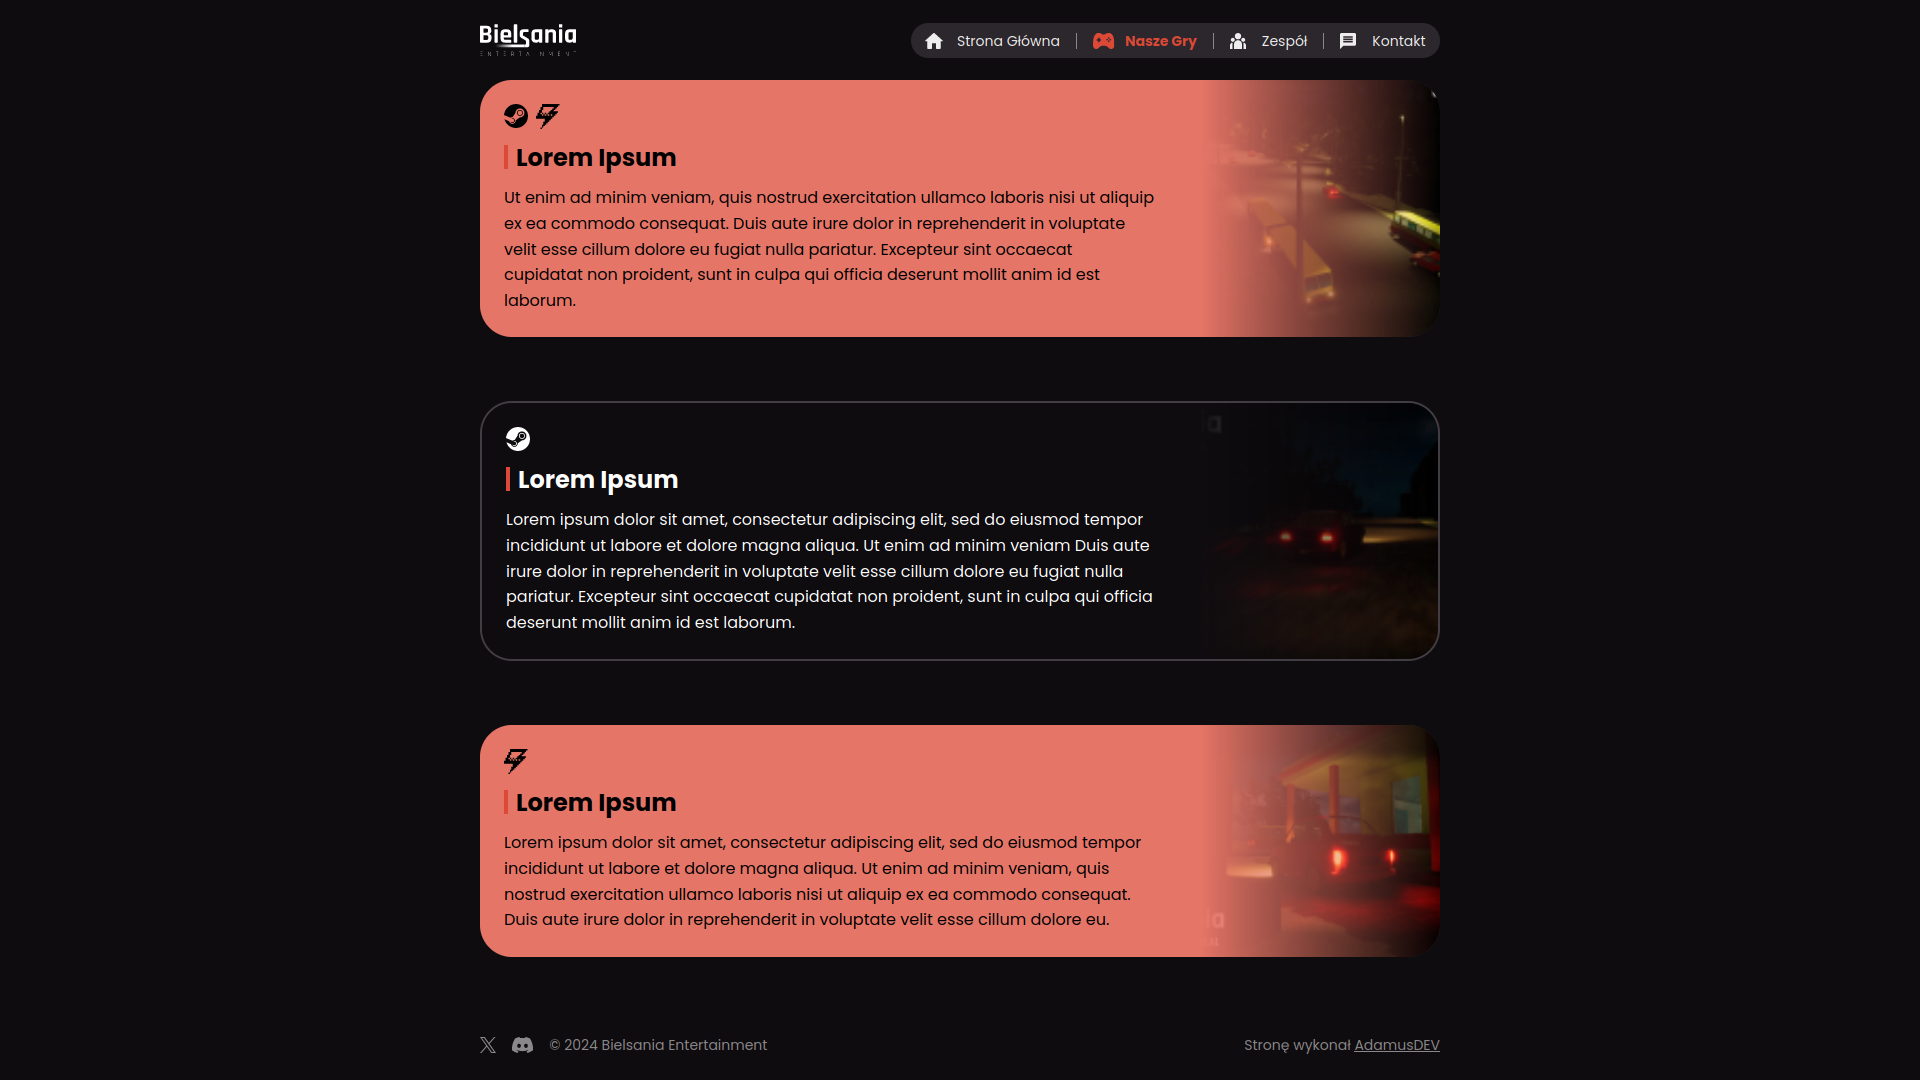 Bielsania
ENTERTAINMENT
Strona Główna
Nasze Gry
Zespół
Kontakt
Lorem Ipsum
Ut enim ad minim veniam, quis nostrud exercitation ullamco laboris nisi ut aliquip
ex ea commodo consequat. Duis aute irure dolor in reprehenderit in voluptate
velit esse cillum dolore eu fugiat nulla pariatur. Excepteur sint occaecat
cupidatat non proident, sunt in culpa qui officia deserunt mollit anim id est
laborum.
Lorem Ipsum
Lorem ipsum dolor sit amet, consectetur adipiscing elit, sed do eiusmod tempor
incididunt ut labore et dolore magna aliqua. Ut enim ad minim veniam Duis aute
irure dolor in reprehenderit in voluptate velit esse cillum dolore eu fugiat nulla
pariatur. Excepteur sint occaecat cupidatat non proident, sunt in culpa qui officia
deserunt mollit anim id est laborum.
Lorem Ipsum
Lorem ipsum dolor sit amet, consectetur adipiscing elit, sed do eiusmod tempor
incididunt ut labore et dolore magna aliqua. Ut enim ad minim veniam, quis
nostrud exercitation ullamco laboris nisi ut aliquip ex ea commodo consequat.
Duis aute irure dolor in reprehenderit in voluptate velit esse cillum dolore eu.
© 2024 Bielsania Entertainment
Stronę wykonał AdamusDEV